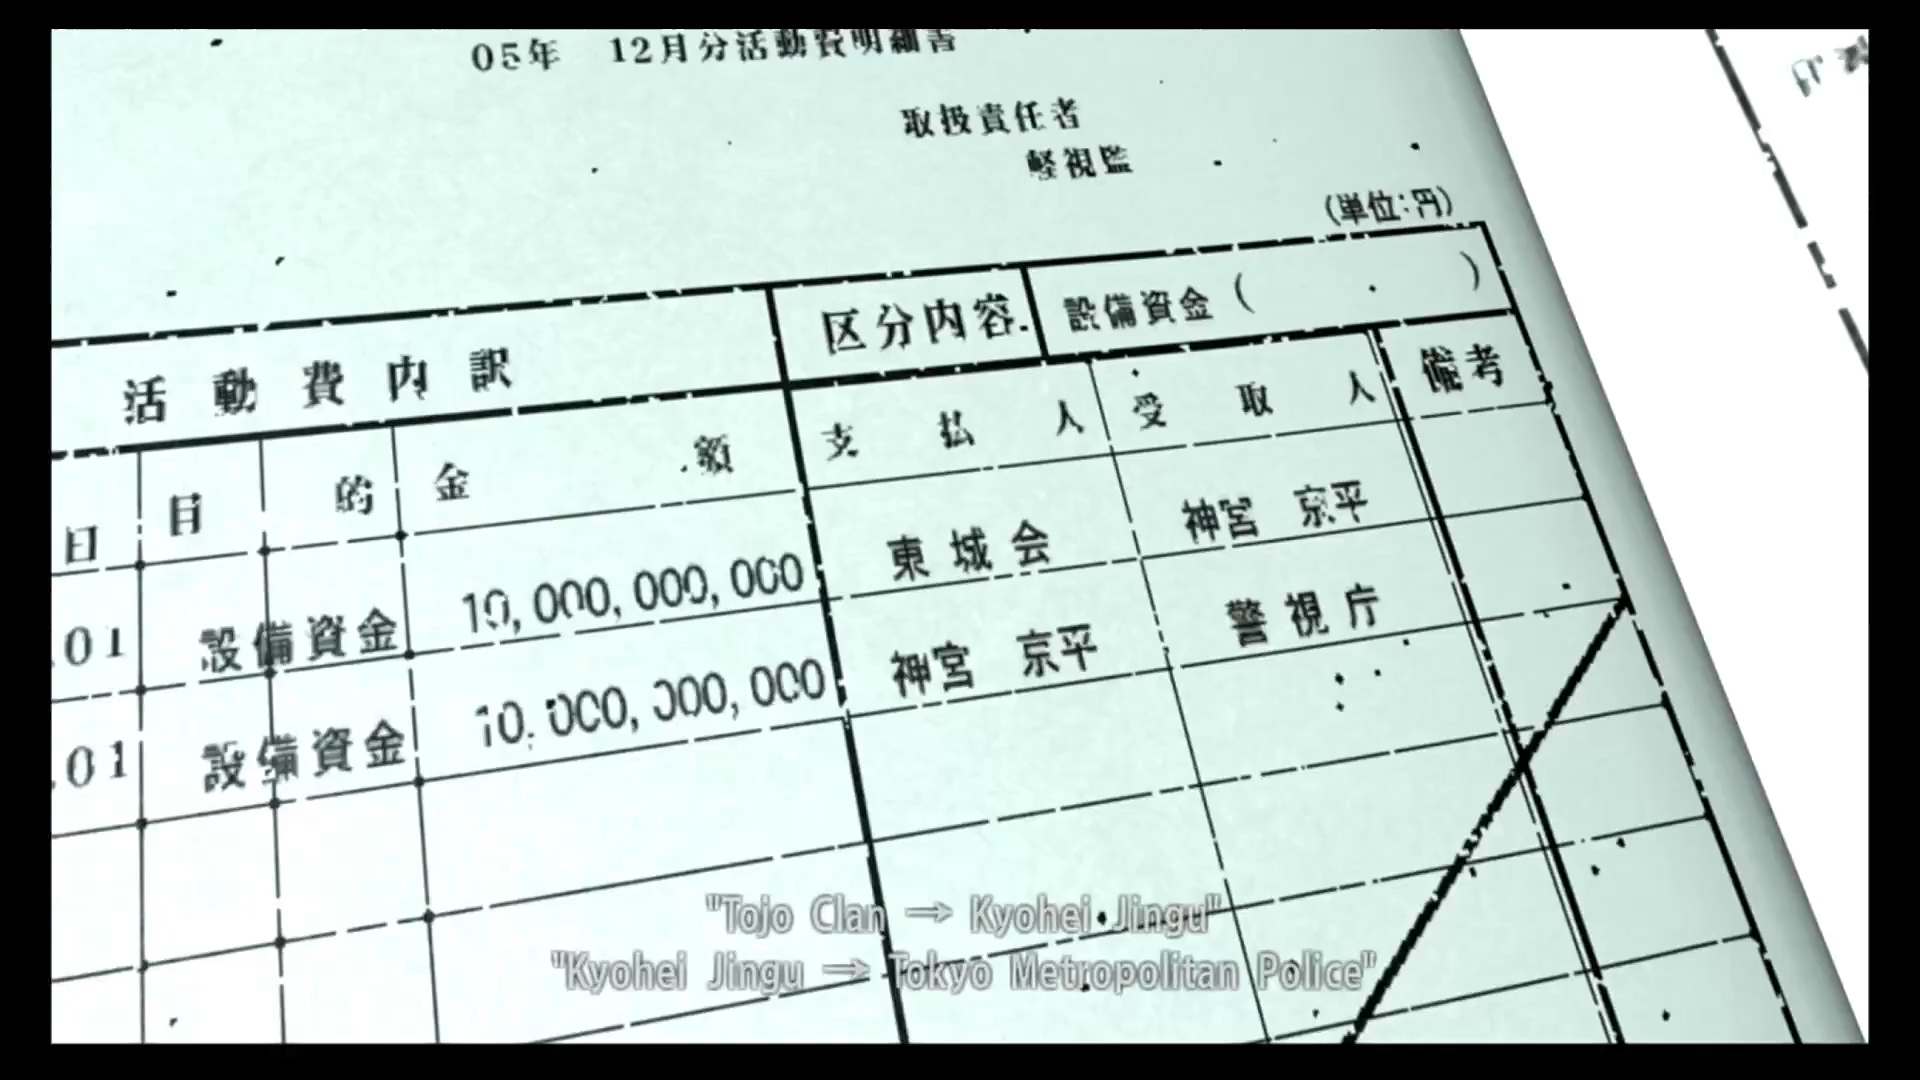 05年 12月分活動費明細書
取扱責任者
軽視監
(単位:円)
活動費内訳 区分内容 設備資金( )
日 目的 金額 支払人 受取人 備考
.01 設備資金 10,000,000,000 東城会 神宮 京平
.01 設備資金 10,000,000,000 神宮 京平 警視庁
"Tojo Clan → Kyohei Jingu"
"Kyohei Jingu → Tokyo Metropolitan Police"